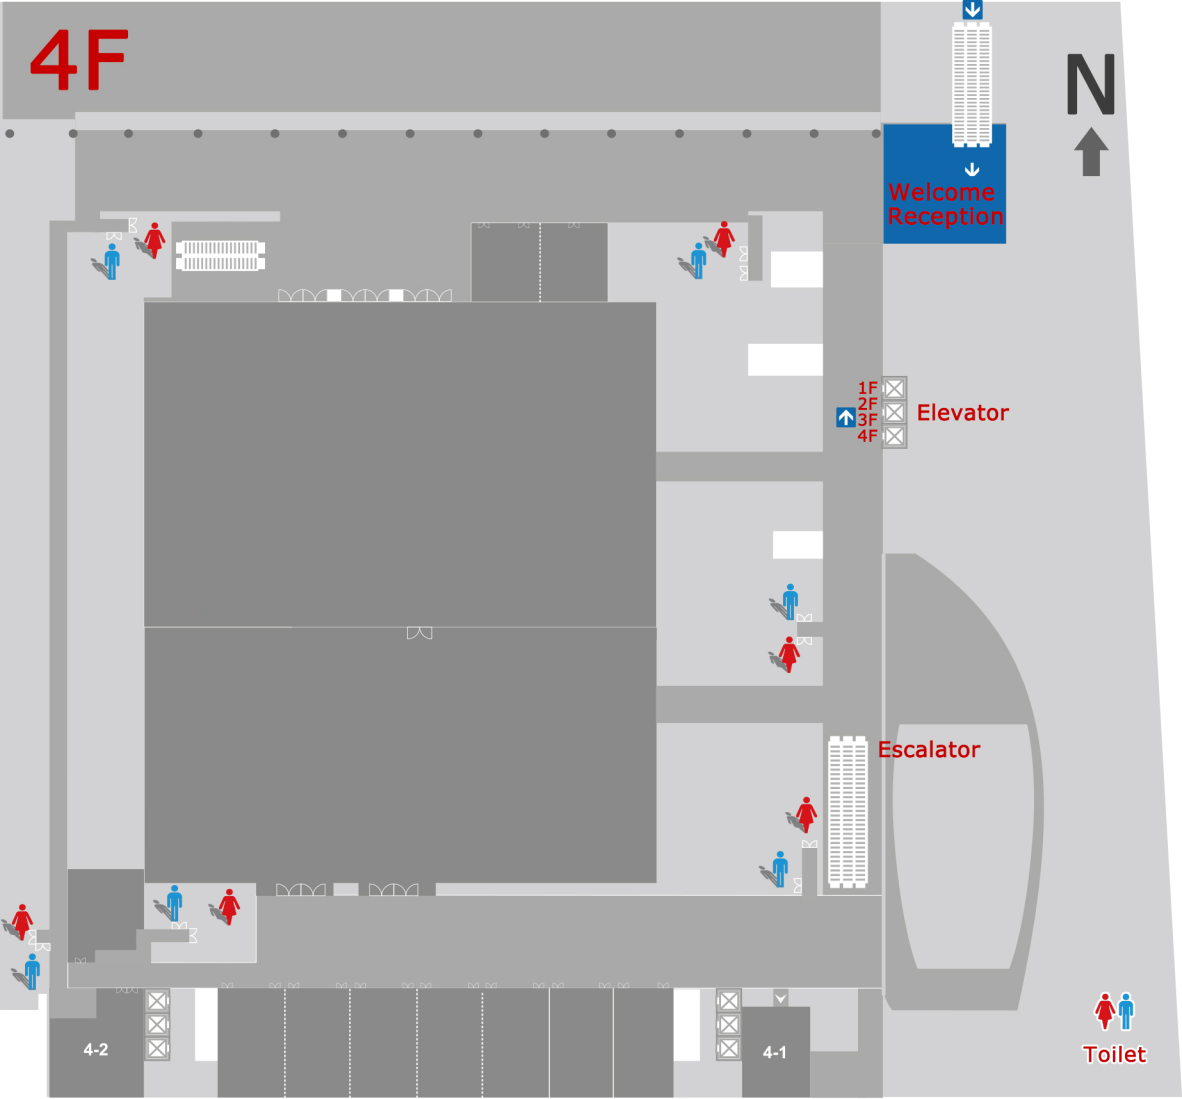 4F
N
Welcome
Reception
1F
2F
3F
4F
Elevator
Escalator
4-2
4-1
Toilet